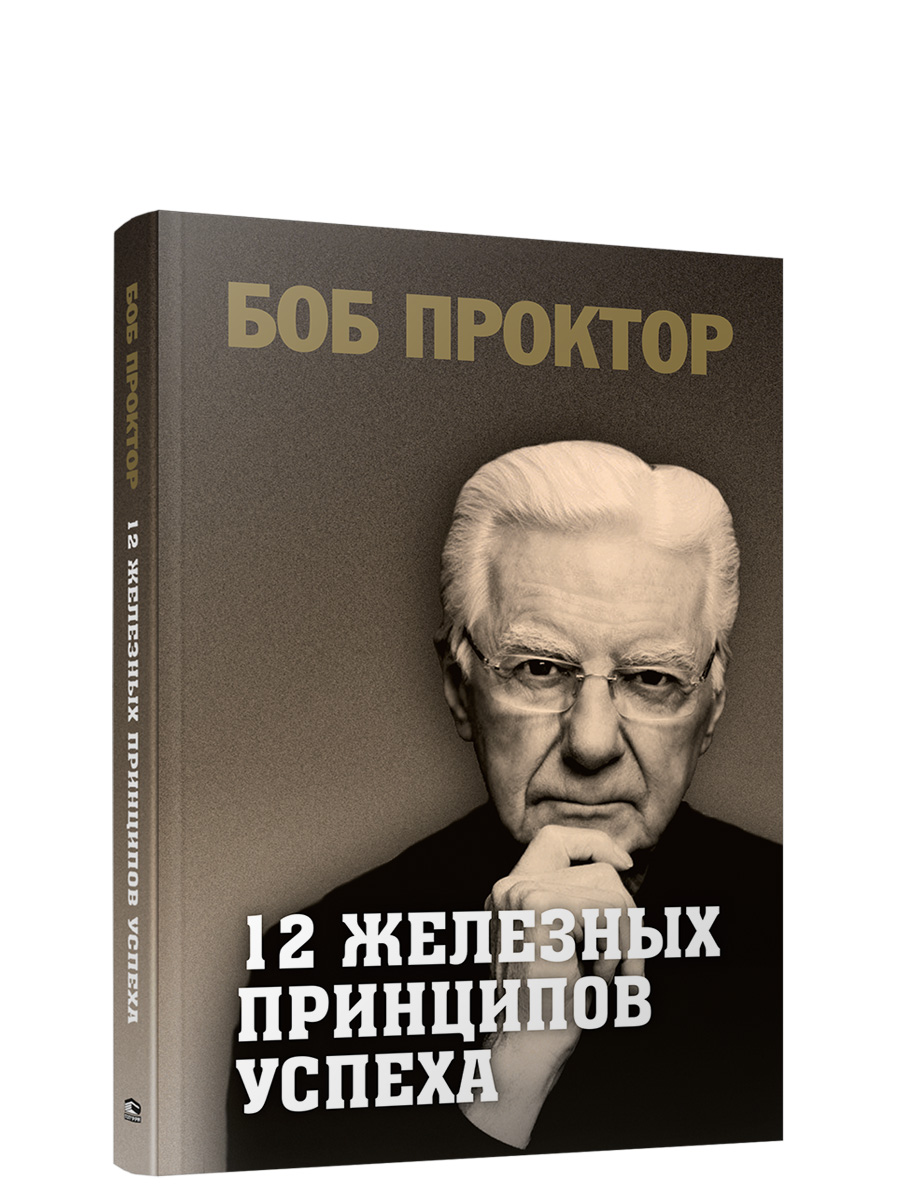 БОБ ПРОКТОР
12 ЖЕЛЕЗНЫХ
ПРИНЦИПОВ
УСПЕХА
БОБ ПРОКТОР 12 ЖЕЛЕЗНЫХ ПРИНЦИПОВ УСПЕХА